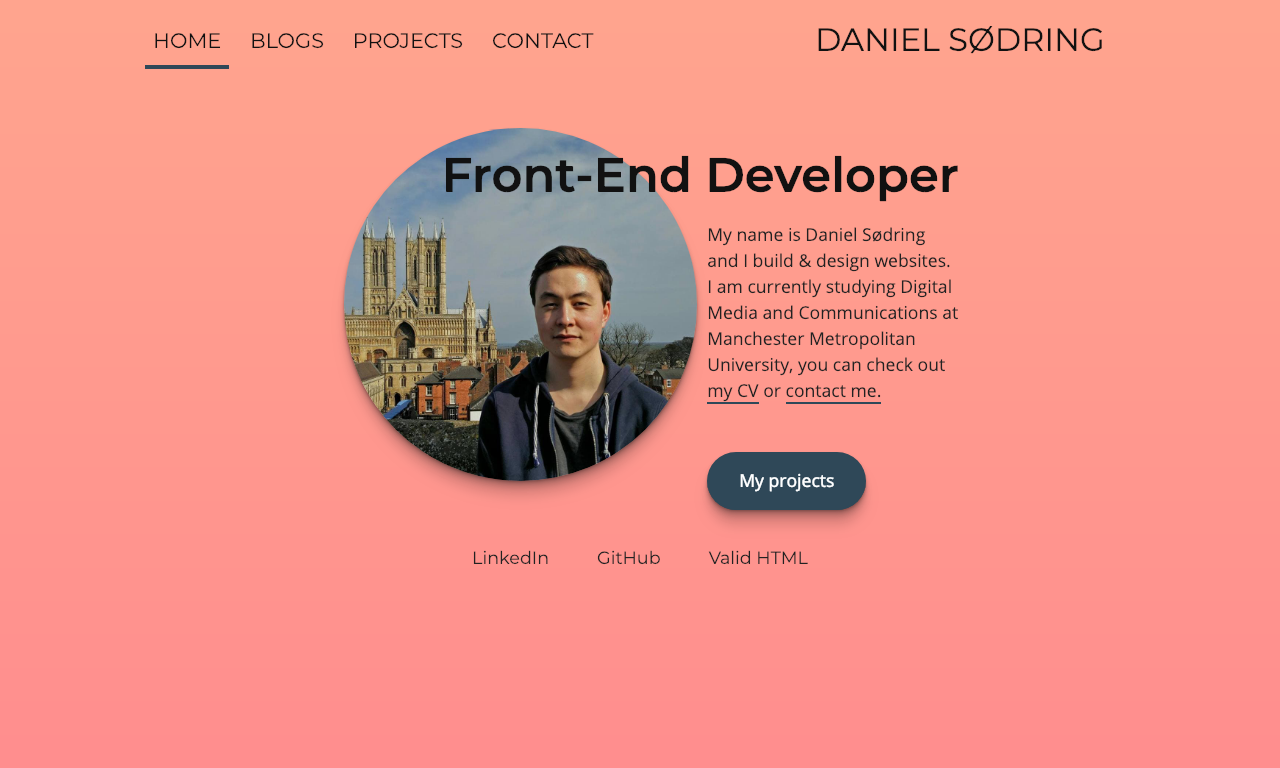 HOME BLOGS PROJECTS CONTACT
DANIEL SØDRING
Front-End Developer
My name is Daniel Sødring
and I build & design websites.
I am currently studying Digital
Media and Communications at
Manchester Metropolitan
University, you can check out
my CV or contact me.
My projects
LinkedIn GitHub Valid HTML